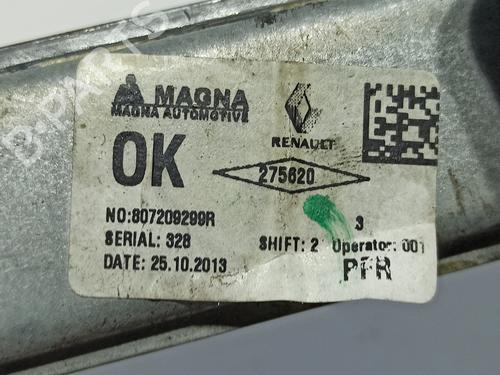 MAGNA
MAGNA AUTOMOTIVE
RENAULT
OK
275620
NO:807209299R
3
SERIAL: 328
SHIFT: 2 Operator: 001
DATE: 25.10.2013
PFR
B-PARTS